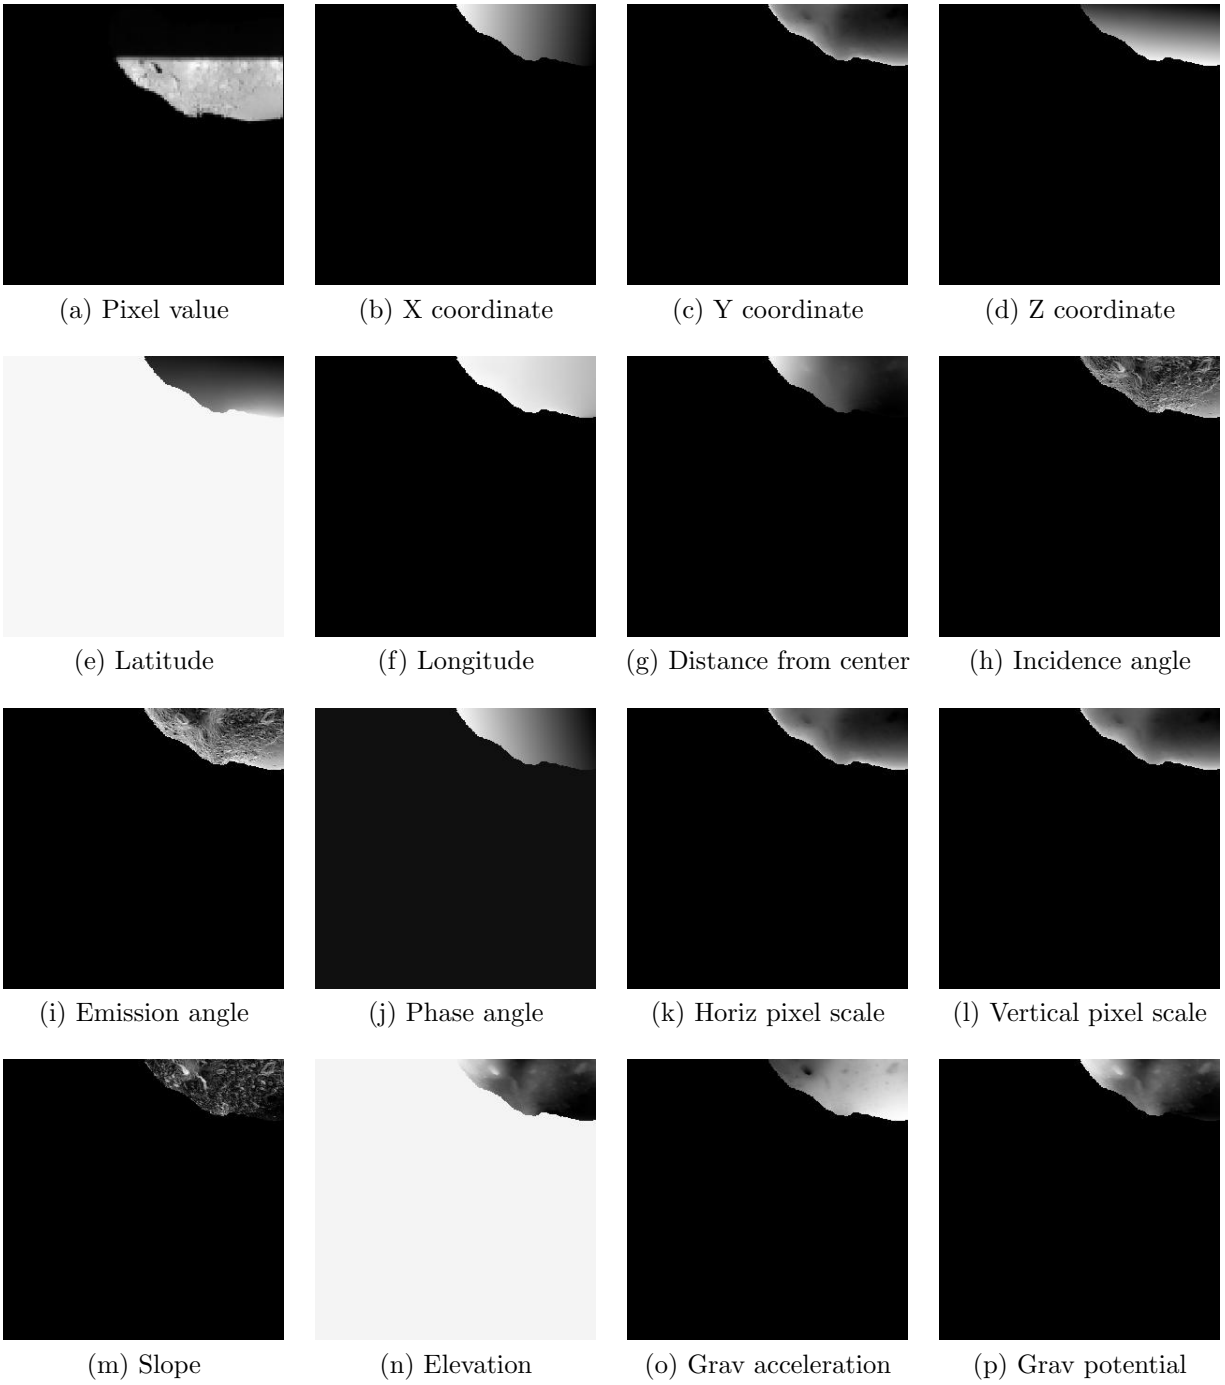 (a) Pixel value
(b) X coordinate
(c) Y coordinate
(d) Z coordinate
(e) Latitude
(f) Longitude
(g) Distance from center
(h) Incidence angle
(i) Emission angle
(j) Phase angle
(k) Horiz pixel scale
(l) Vertical pixel scale
(m) Slope
(n) Elevation
(o) Grav acceleration
(p) Grav potential